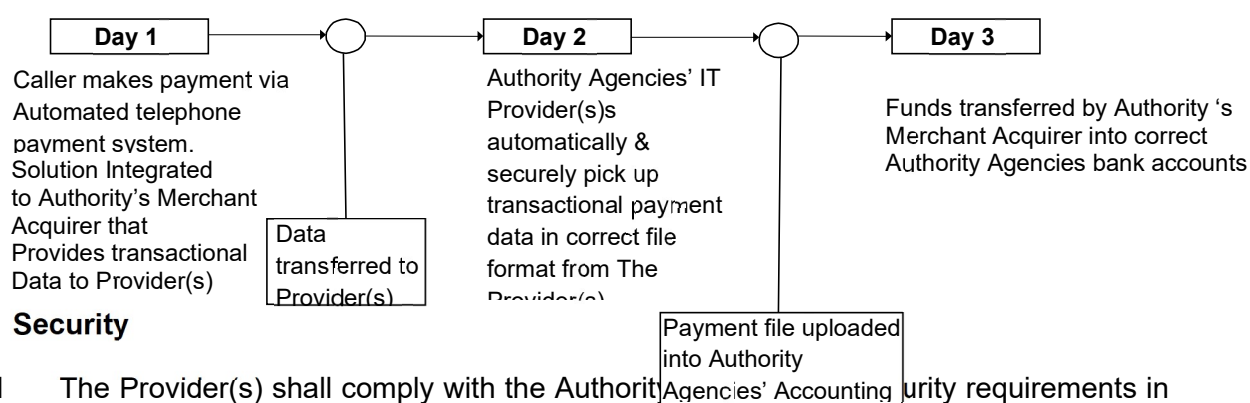 Day 1
Day 2
Day 3
Caller makes payment via
Automated telephone
payment system.
Solution Integrated
to Authority's Merchant
Acquirer that
Provides transactional
Data to Provider(s)
Data
transferred to
Provider(s)
Authority Agencies' IT
Provider(s)s
automatically &
securely pick up
transactional payment
data in correct file
format from The
Provider(s)
Payment file uploaded
into Authority
Agencies' Accounting
Funds transferred by Authority 's
Merchant Acquirer into correct
Authority Agencies bank accounts
Security
The Provider(s) shall comply with the Authority urity requirements in